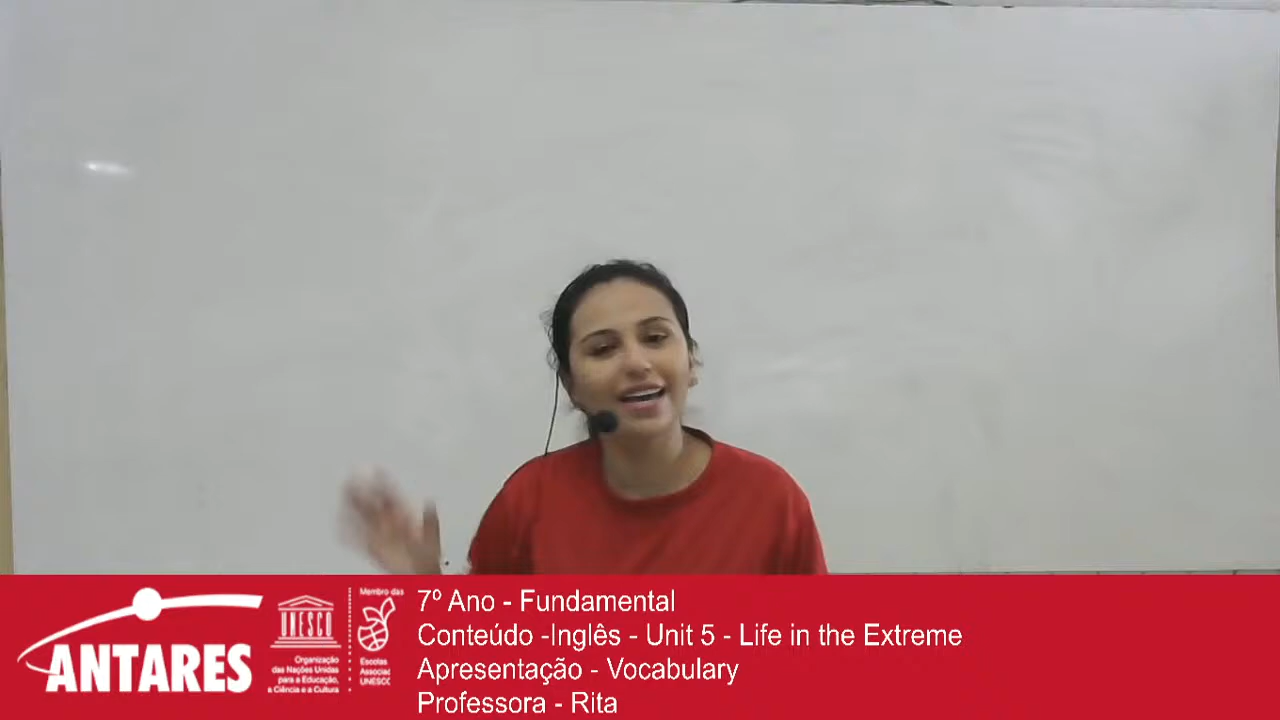 7º Ano - Fundamental
Conteúdo -Inglês - Unit 5 - Life in the Extreme
Apresentação - Vocabulary
Professora - Rita
ANTARES
UNESCO
Organização
das Nações Unidas
para a Educação,
a Ciência e a Cultura
Membro das
Escolas
Associad
UNESCO